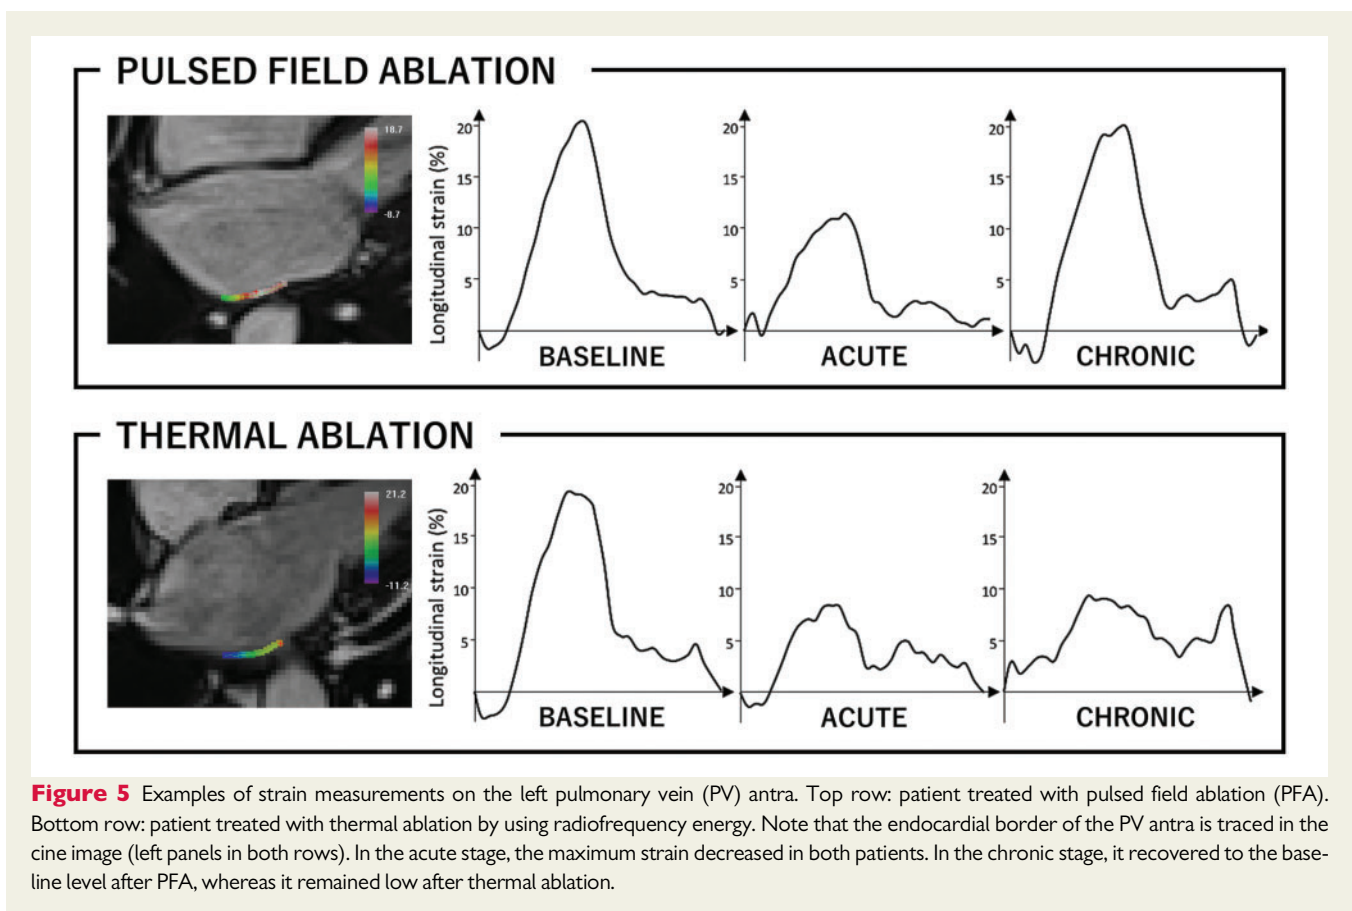 PULSED FIELD ABLATION
18.7
-8.7
Longitudinal strain (%)
20
15
10
5
BASELINE
20
15
10
5
ACUTE
20
15
10
5
CHRONIC
THERMAL ABLATION
21.2
-11.2
Longitudinal strain (%)
20
15
10
5
BASELINE
20
15
10
5
ACUTE
20
15
10
5
CHRONIC
Figure 5 Examples of strain measurements on the left pulmonary vein (PV) antra. Top row: patient treated with pulsed field ablation (PFA).
Bottom row: patient treated with thermal ablation by using radiofrequency energy. Note that the endocardial border of the PV antra is traced in the
cine image (left panels in both rows). In the acute stage, the maximum strain decreased in both patients. In the chronic stage, it recovered to the base-
line level after PFA, whereas it remained low after thermal ablation.